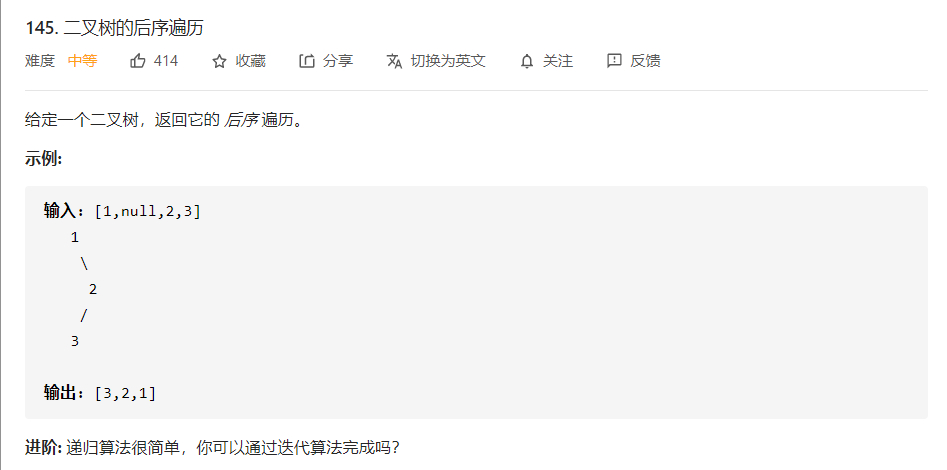 145. 二叉树的后序遍历
难度 中等 414 收藏 分享 切换为英文 关注 反馈
给定一个二叉树，返回它的 后序 遍历。
示例:
输入: [1,null,2,3]
1
\
2
/
3
输出: [3,2,1]
进阶: 递归算法很简单，你可以通过迭代算法完成吗？